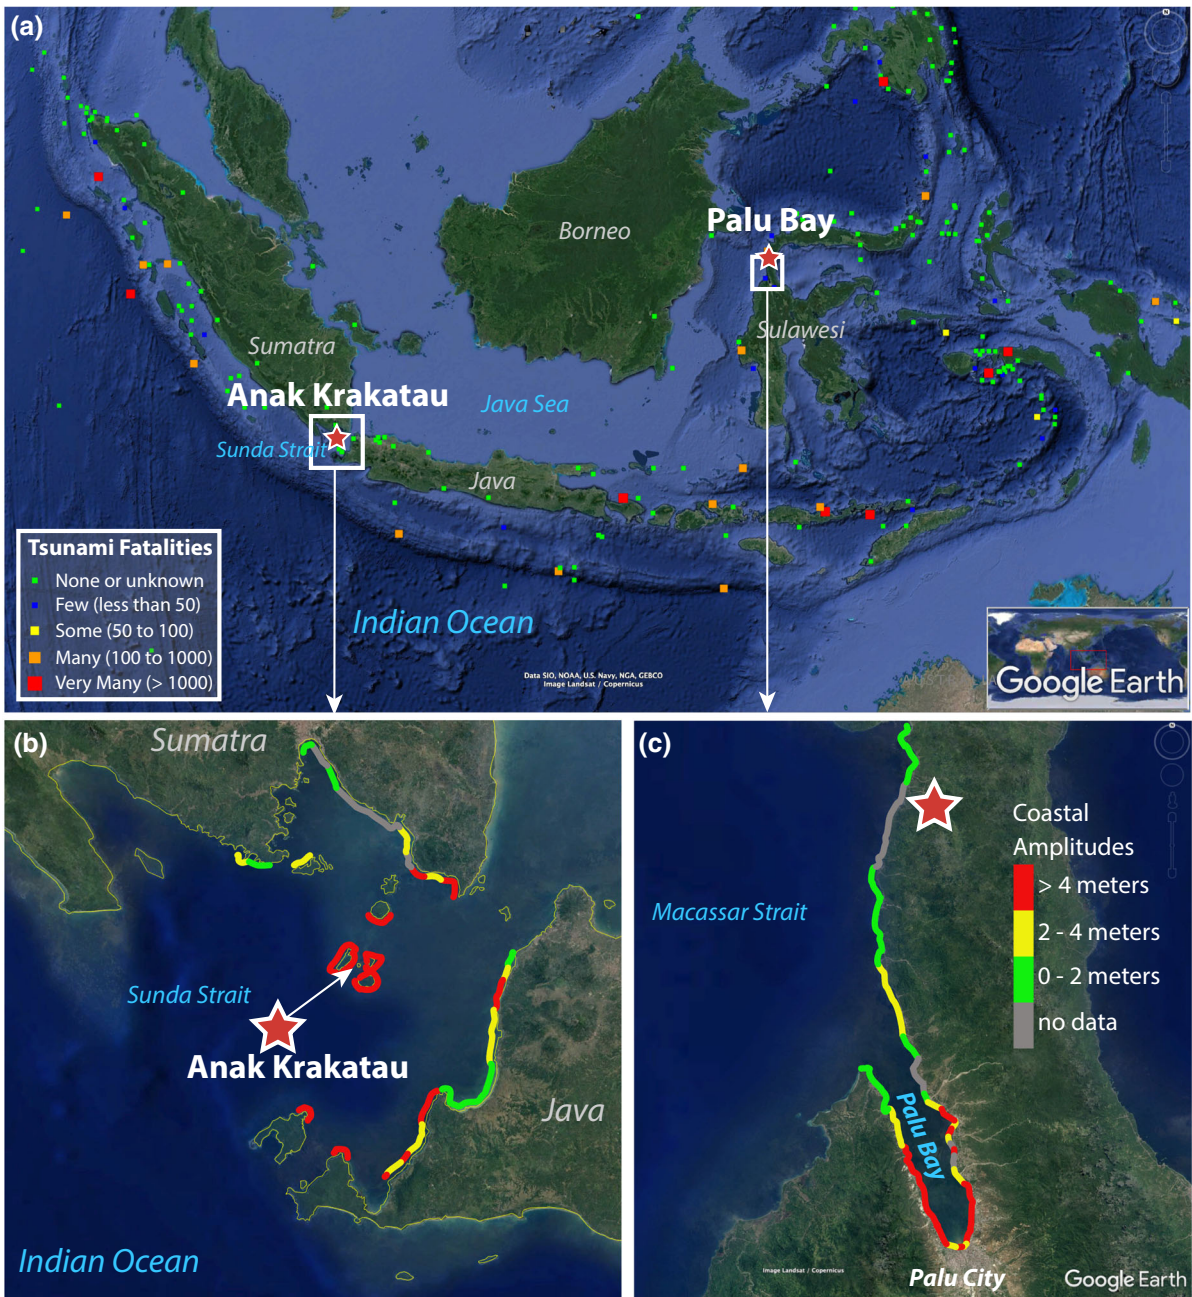 (a)
Borneo
Palu Bay
Sulawesi
Sumatra
Anak Krakatau
Java Sea
Sunda Strait
Java
Tsunami Fatalities
None or unknown
Few (less than 50)
Some (50 to 100)
Many (100 to 1000)
Very Many (> 1000)
Indian Ocean
Data SIO, NOAA, U.S. Navy, NGA, GEBCO
Image Landsat / Copernicus
Google Earth
(b)
Sumatra
Sunda Strait
Anak Krakatau
Java
Indian Ocean
(c)
Coastal
Amplitudes
> 4 meters
2 - 4 meters
0 - 2 meters
no data
Macassar Strait
Palu Bay
Image Landsat / Copernicus
Palu City
Google Earth